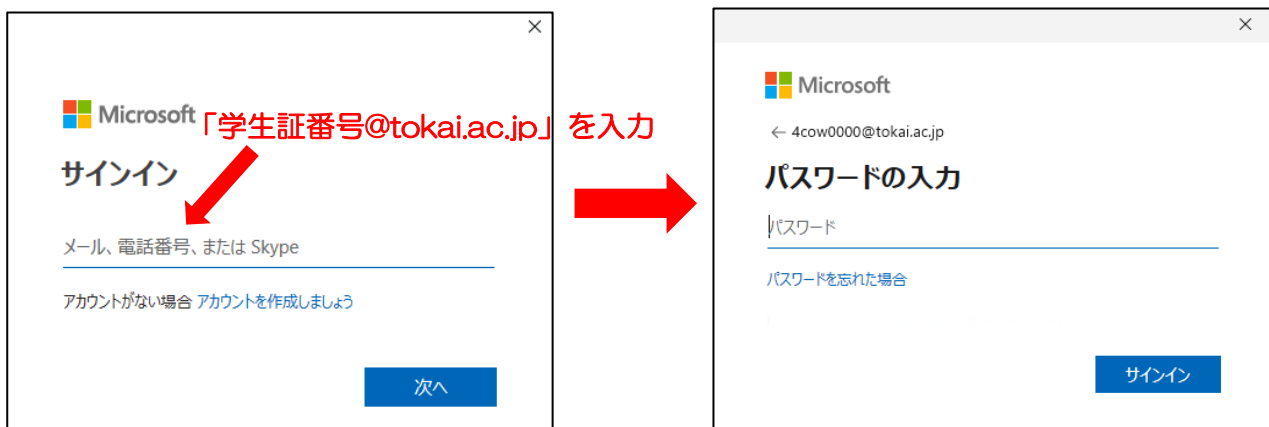 Microsoft
「学生証番号@tokai.ac.jp」を入力
サインイン
メール、電話番号、または Skype
アカウントがない場合 アカウントを作成しましょう
次へ
Microsoft
← 4cow0000@tokai.ac.jp
パスワードの入力
パスワード
パスワードを忘れた場合
サインイン